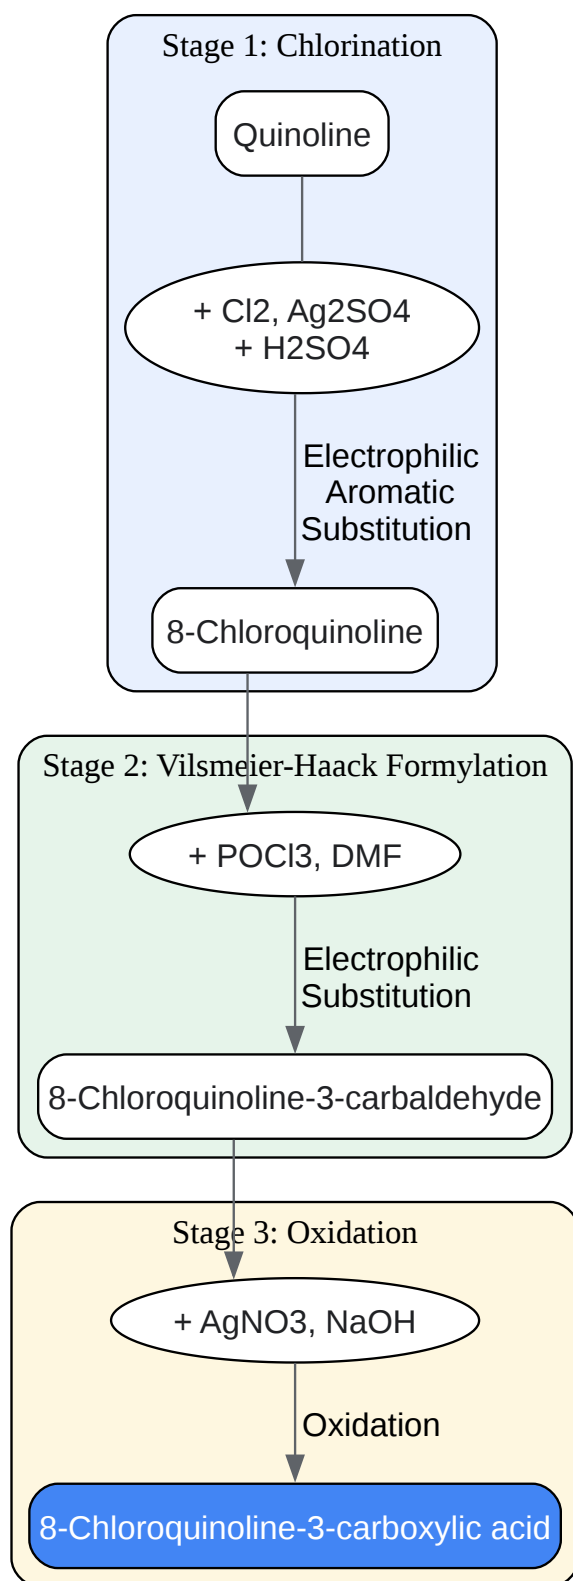 Stage 1: Chlorination
Quinoline
+ Cl2, Ag2SO4
+ H2SO4
Electrophilic
Aromatic
Substitution
8-Chloroquinoline
Stage 2: Vilsmeier-Haack Formylation
+ POCl3, DMF
Electrophilic
Substitution
8-Chloroquinoline-3-carbaldehyde
Stage 3: Oxidation
+ AgNO3, NaOH
Oxidation
8-Chloroquinoline-3-carboxylic acid